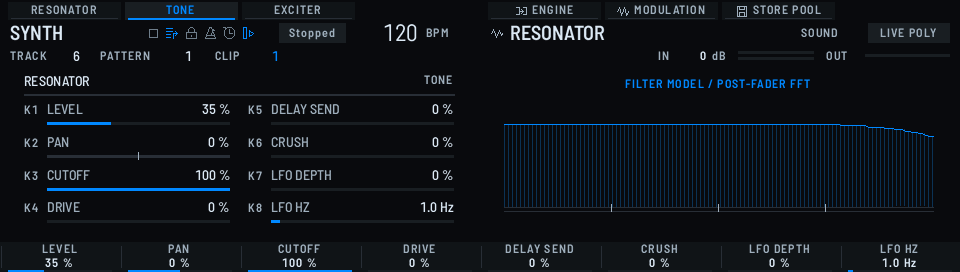 RESONATOR TONE EXCITER ENGINE MODULATION STORE POOL
SYNTH Stopped 120 BPM RESONATOR SOUND LIVE POLY
TRACK 6 PATTERN 1 CLIP 1 IN 0 dB OUT
RESONATOR TONE FILTER MODEL / POST-FADER FFT
K1 LEVEL 35 % K5 DELAY SEND 0 %
K2 PAN 0 % K6 CRUSH 0 %
K3 CUTOFF 100 % K7 LFO DEPTH 0 %
K4 DRIVE 0 % K8 LFO HZ 1.0 Hz
LEVEL PAN CUTOFF DRIVE DELAY SEND CRUSH LFO DEPTH LFO HZ
35 % 0 % 100 % 0 % 0 % 0 % 0 % 1.0 Hz